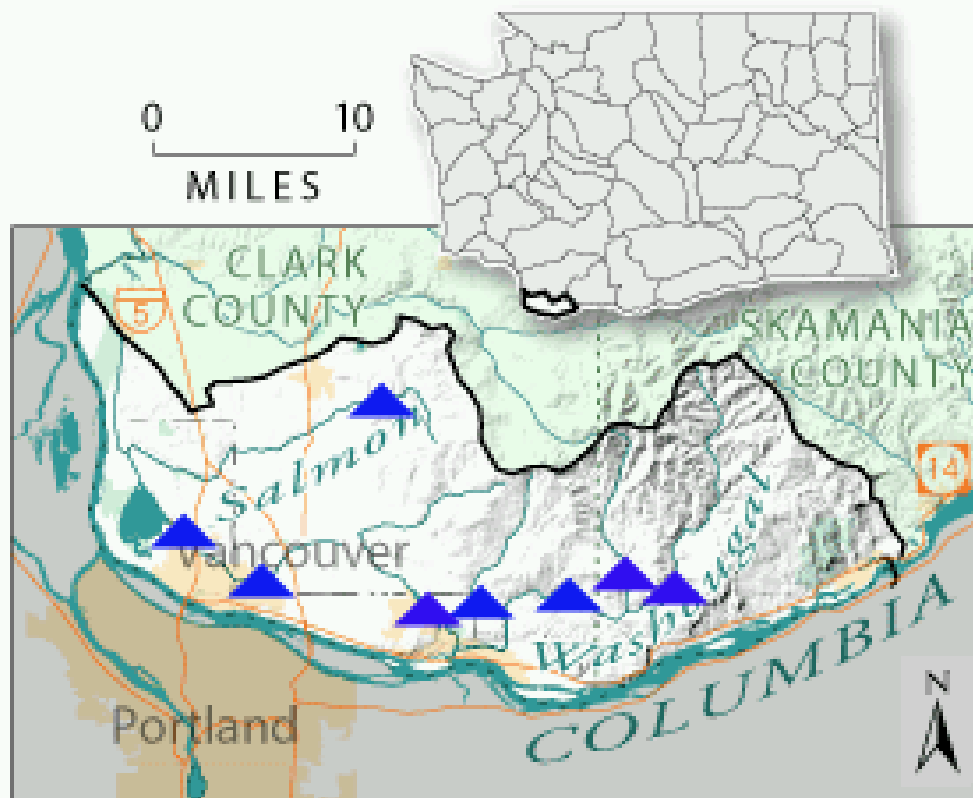 0 10
MILES
CLARK
COUNTY
5
SKAMANIA
COUNTY
14
Salmon
Vancouver
Washougal
COLUMBIA
Portland
N